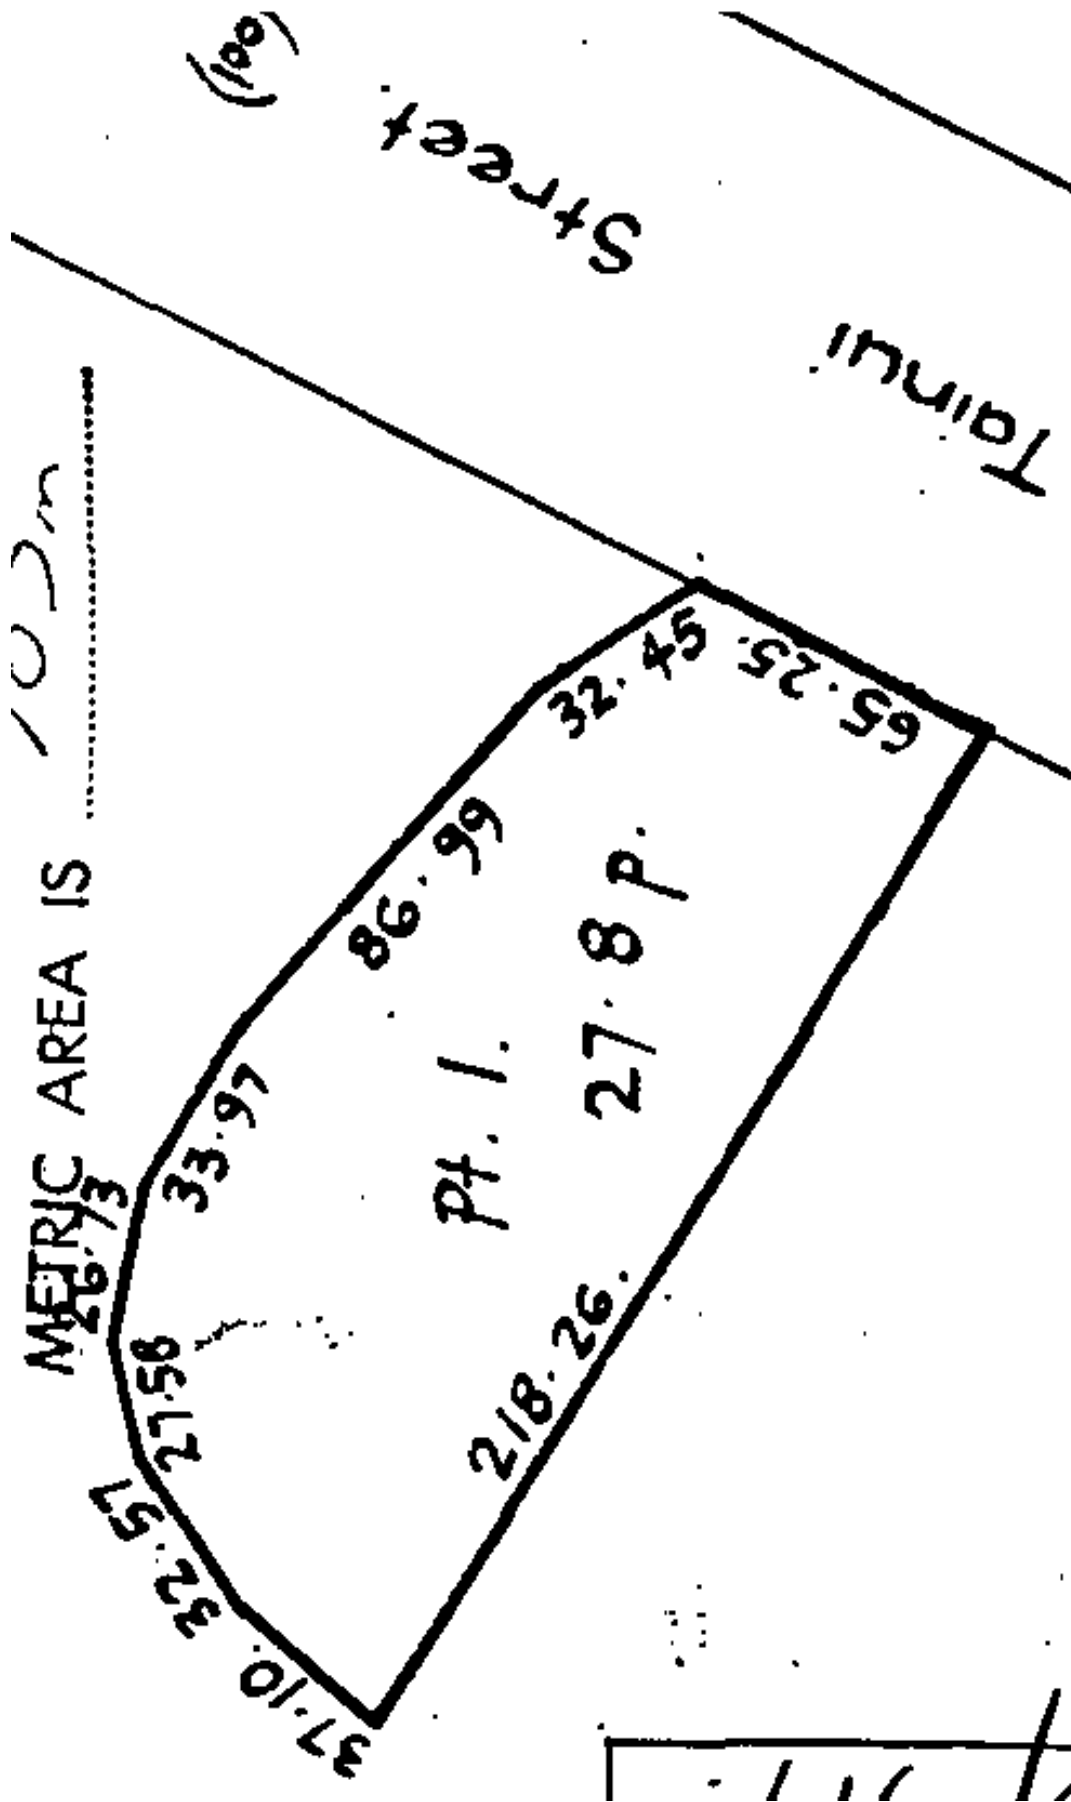 (100)
Tainui Street.
METRIC AREA IS
65.25.
32.45
86.99
33.97
26.73
27.58
32.57
37.10.
218.26.
Pt. 1.
27.8 P.